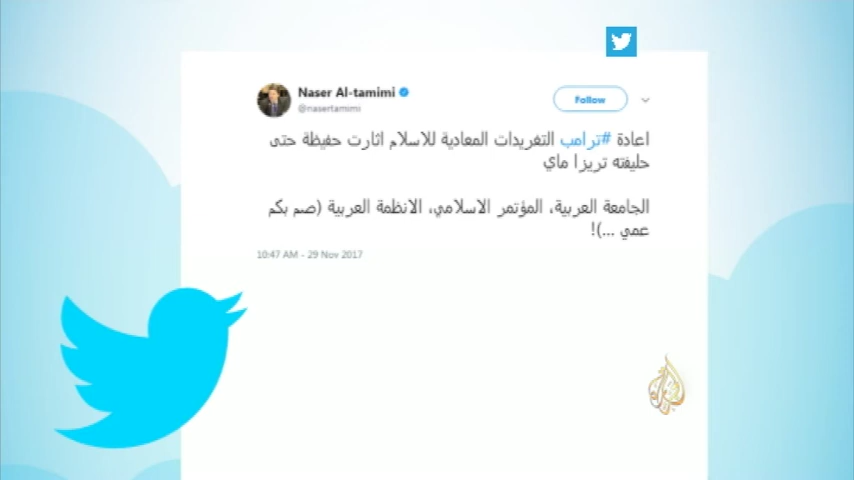 Naser Al-tamimi
@nasertamimi
Follow
اعادة #ترامب التغريدات المعادية للاسلام اثارت حفيظة حتى
حليفته تريزا ماي
الجامعة العربية، المؤتمر الاسلامي، الانظمة العربية (صم بكم
عمي ...)!
10:47 AM - 29 Nov 2017